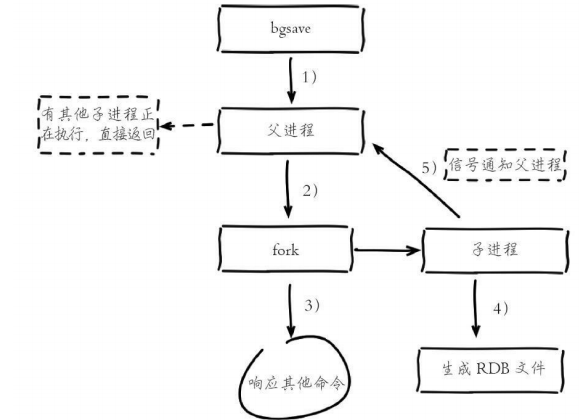 bgsave
1)
有其他子进程正
在执行,直接返回
父进程
5)
信号通知父进程
2)
fork
子进程
3)
4)
响应其他命令
生成 RDB 文件